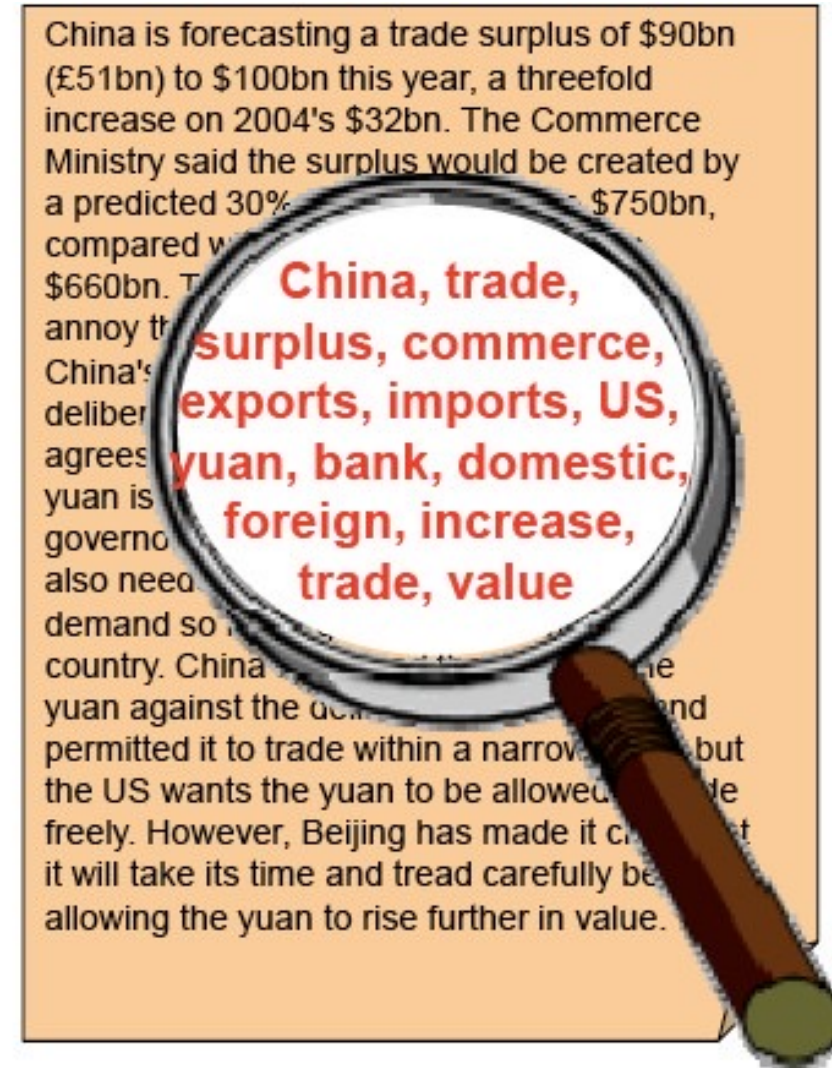 China is forecasting a trade surplus of $90bn
(£51bn) to $100bn this year, a threefold
increase on 2004's $32bn. The Commerce
Ministry said the surplus would be created by
a predicted 30% $750bn,
compared
$660bn.
annoy
China's

agrees
yuan is

also need
demand so
country. China
yuan against the
permitted it to trade within a narrow but
the US wants the yuan to be allowed
freely. However, Beijing has made it
it will take its time and tread carefully
allowing the yuan to rise further in value.
China, trade,
surplus, commerce,
exports, imports, US,
yuan, bank, domestic,
foreign, increase,
trade, value